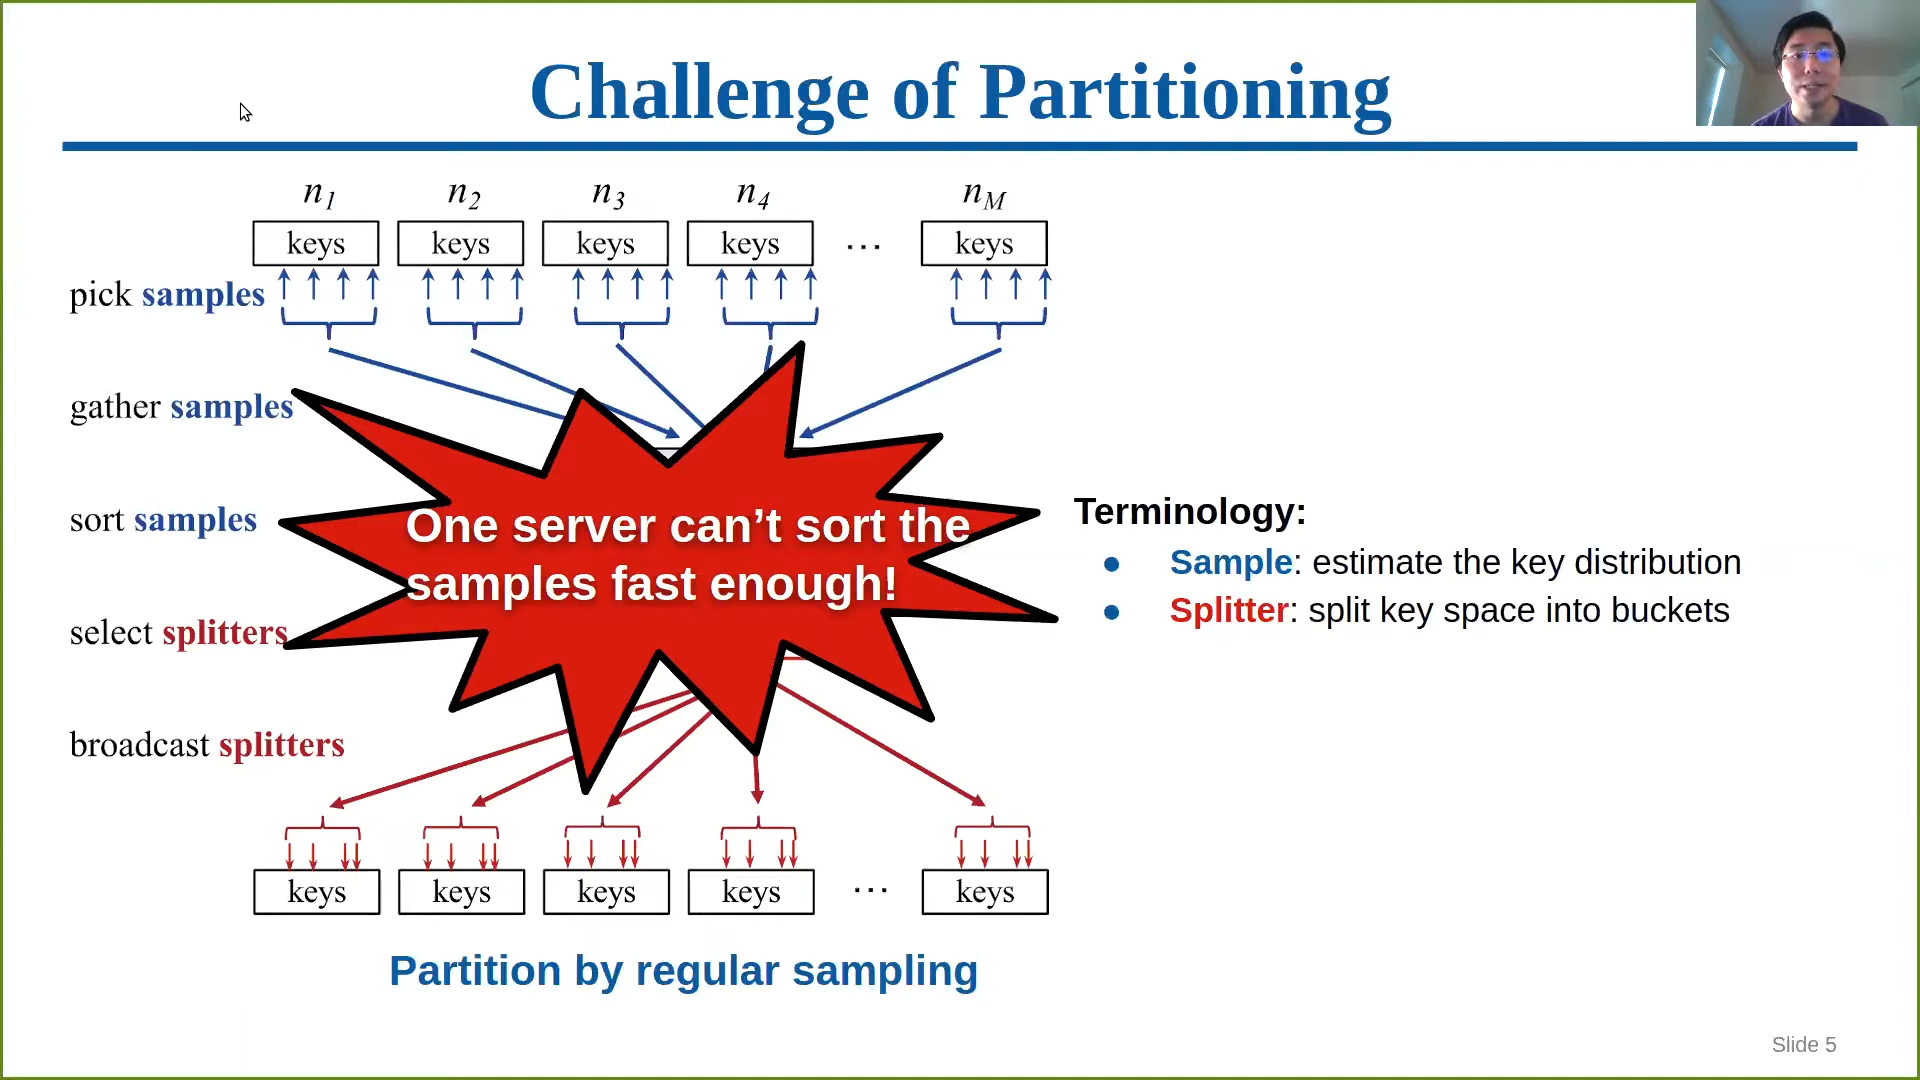 Challenge of Partitioning
n1 n2 n3 n4 nM
keys keys keys keys ... keys
pick samples
gather samples
sort samples
One server can’t sort the
samples fast enough!
select splitters
broadcast splitters
keys keys keys keys ... keys
Partition by regular sampling
Terminology:
● Sample: estimate the key distribution
● Splitter: split key space into buckets
Slide 5